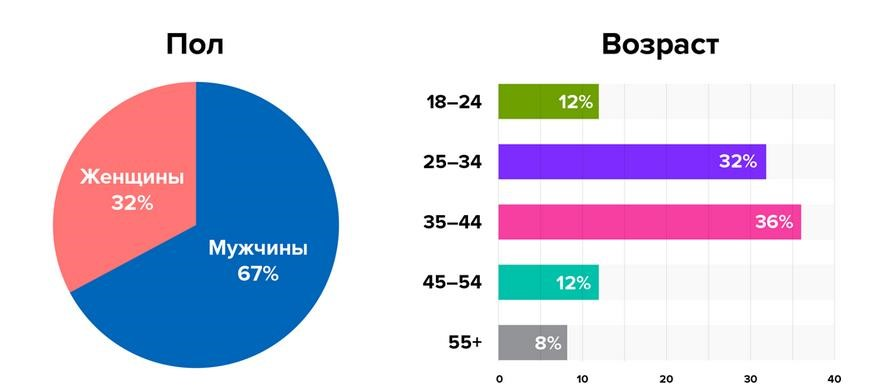 Пол
Женщины
32%
Мужчины
67%
Возраст
18–24
12%
25–34
32%
35–44
36%
45–54
12%
55+
8%
0 10 20 30 40